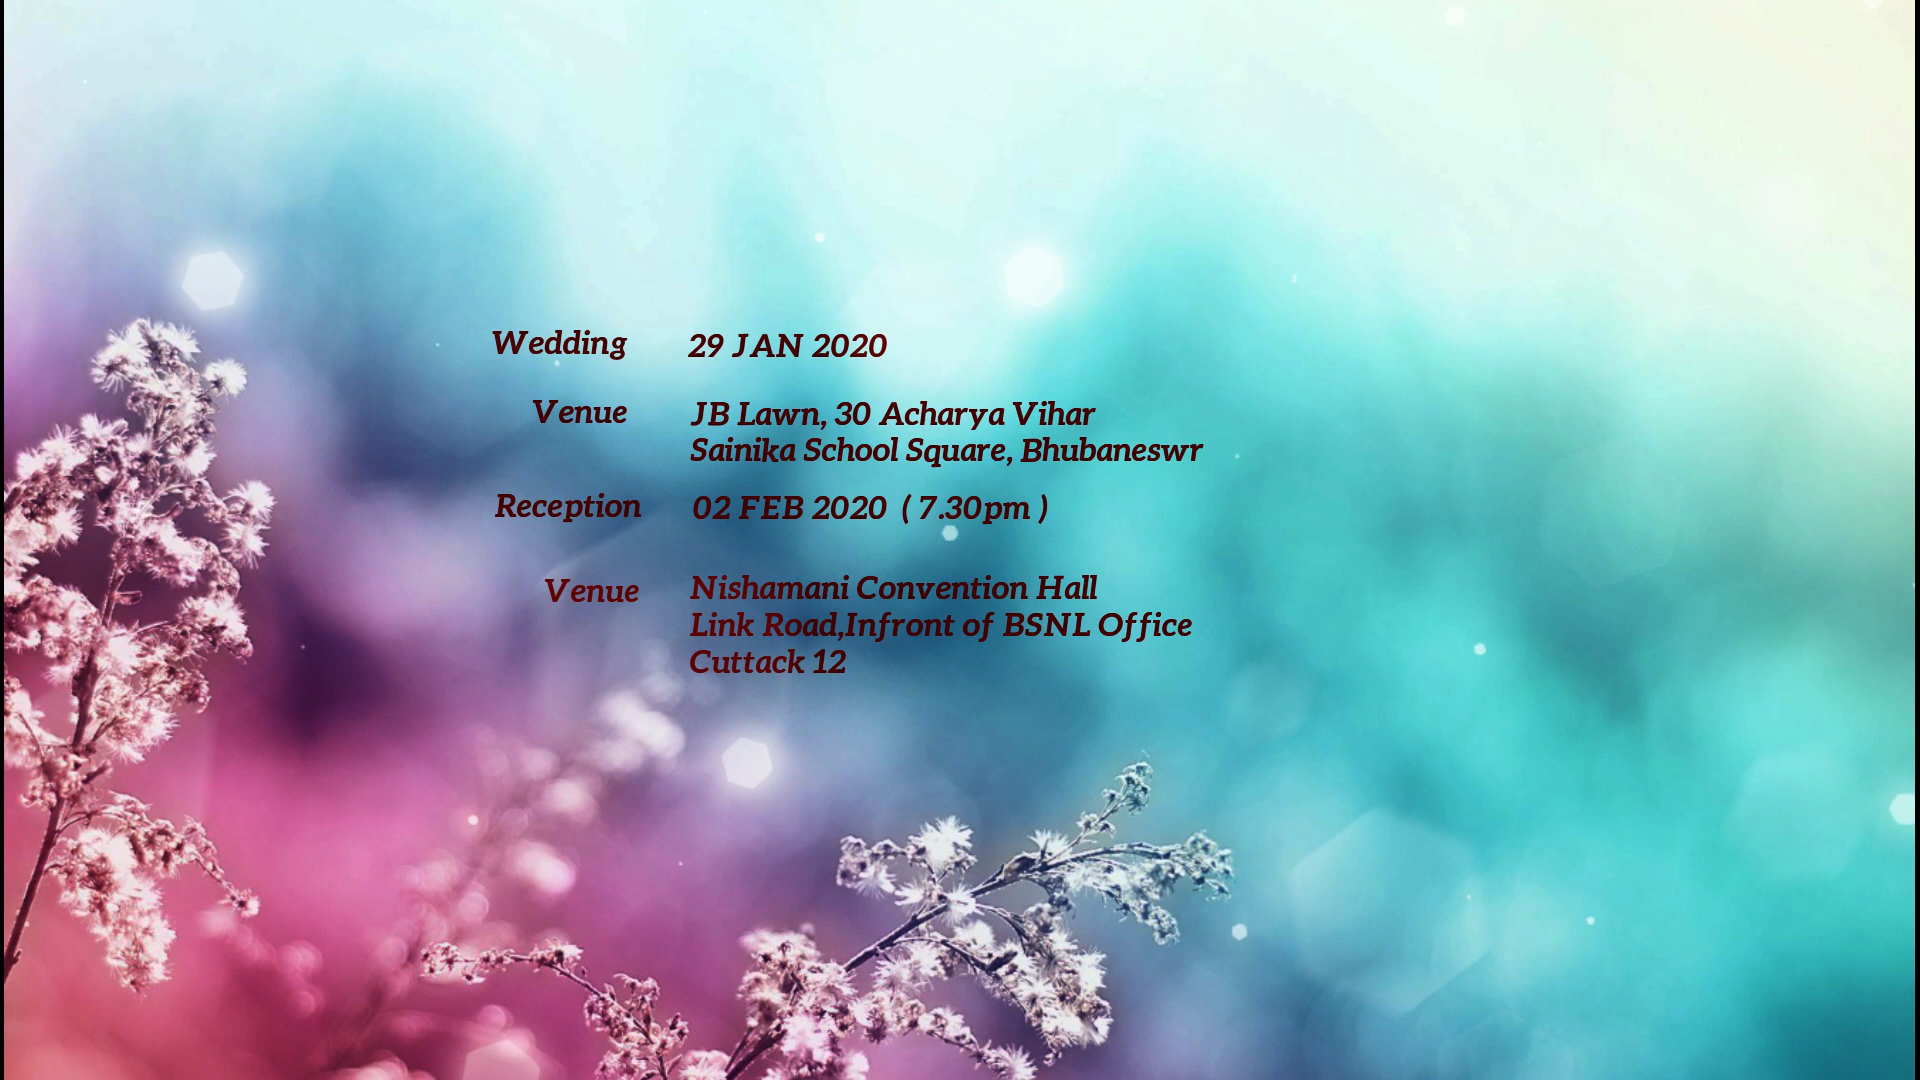 Wedding 29 JAN 2020
Venue JB Lawn, 30 Acharya Vihar
Sainika School Square, Bhubaneswr
Reception 02 FEB 2020 ( 7.30pm )
Venue Nishamani Convention Hall
Link Road,Infront of BSNL Office
Cuttack 12